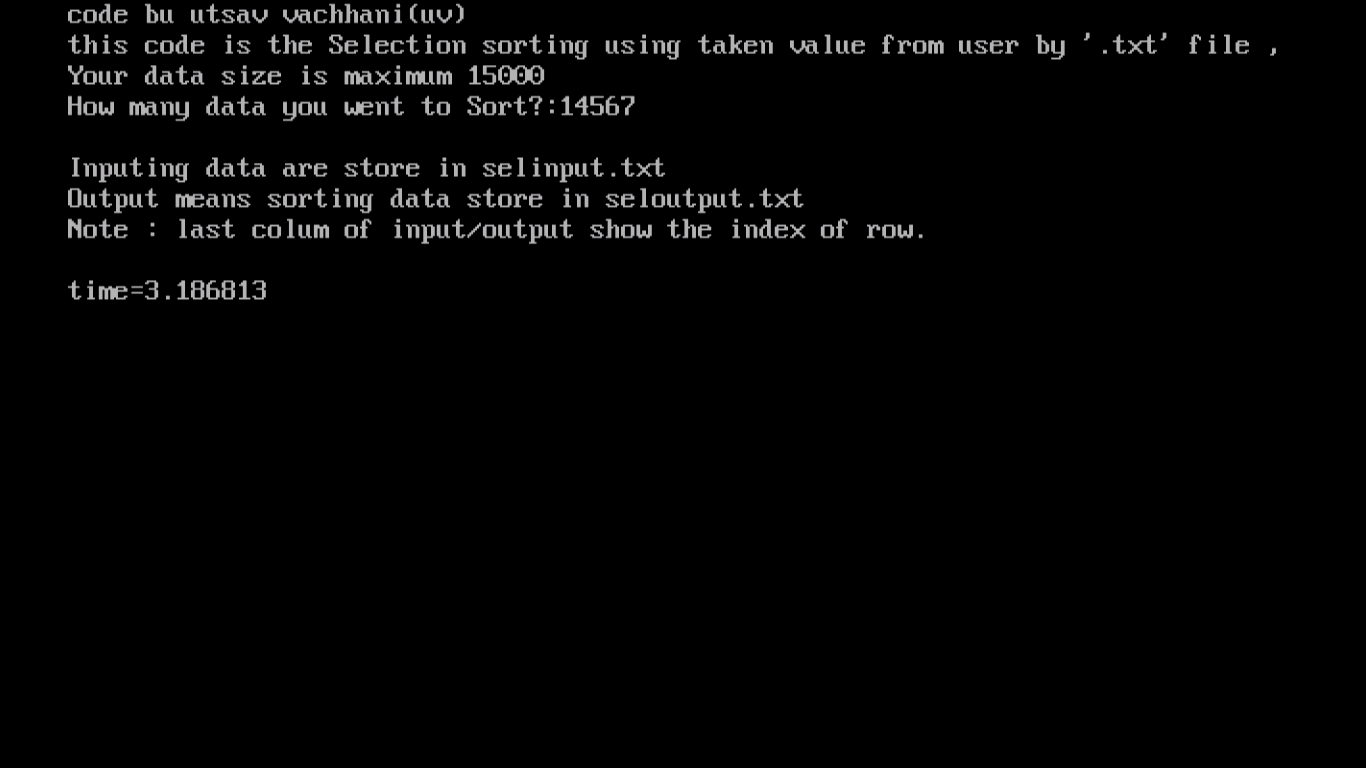 code bu utsav vachhani(uv)
this code is the Selection sorting using taken value from user by '.txt' file ,
Your data size is maximum 15000
How many data you went to Sort?:14567
Inputing data are store in selinput.txt
Output means sorting data store in seloutput.txt
Note : last colum of input/output show the index of row.
time=3.186813